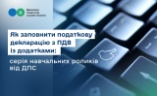 Як заповнити податкову
декларацію з ПДВ
із додатками:
серія навчальних роликів
від ДПС